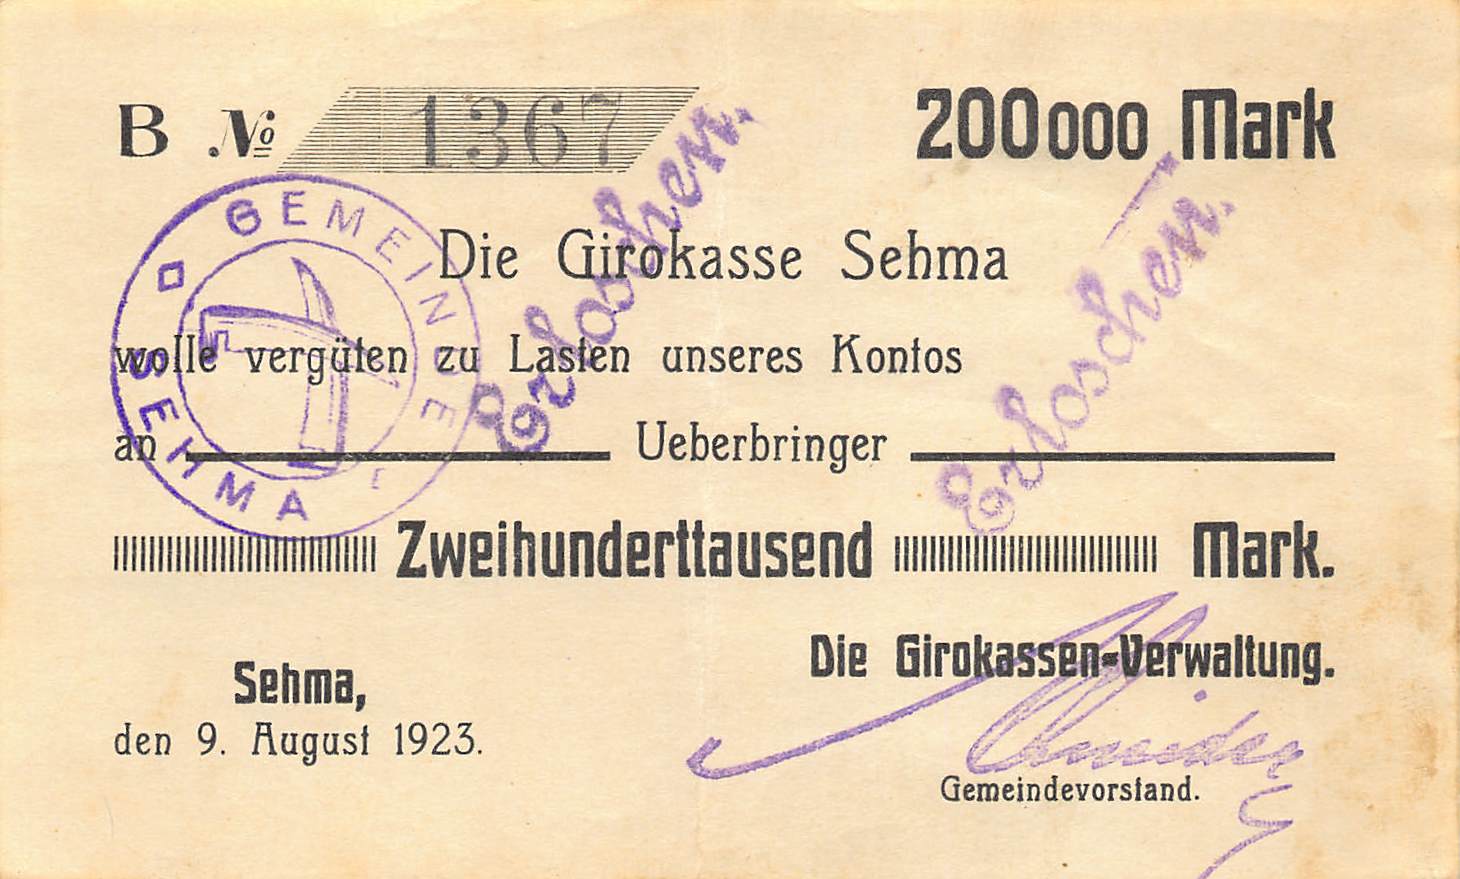 B № 1367
200000 Mark
GEMEINDE SEHMA
Erloschen.
Erloschen.
Die Girokasse Sehma
wolle vergüten zu Lasten unseres Kontos
an Ueberbringer
Zweihunderttausend Mark.
Die Girokassen-Verwaltung.
Sehma,
den 9. August 1923.
Gemeindevorstand.